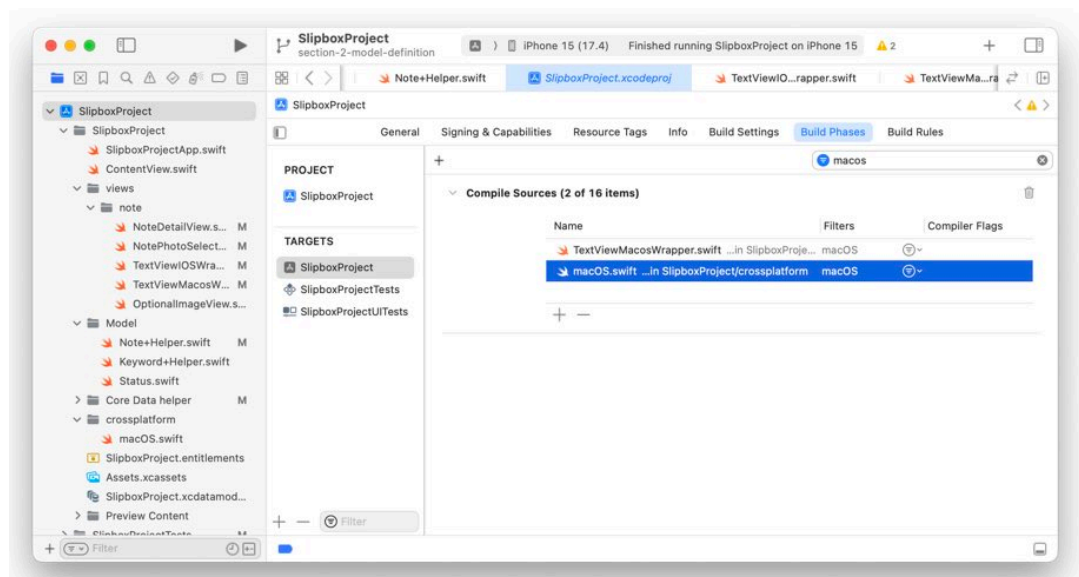 SlipboxProject
section-2-model-definition
iPhone 15 (17.4)
Finished running SlipboxProject on iPhone 15
2
Note+Helper.swift
SlipboxProject.xcodeproj
TextViewIO...rapper.swift
TextViewMa...ra
SlipboxProject
SlipboxProject
SlipboxProject
SlipboxProjectApp.swift
ContentView.swift
views
note
NoteDetailView.s... M
NotePhotoSelect... M
TextViewIOSWra... M
TextViewMacosW... M
OptionalImageView.s...
Model
Note+Helper.swift M
Keyword+Helper.swift
Status.swift
Core Data helper M
crossplatform
macOS.swift
SlipboxProject.entitlements
Assets.xcassets
SlipboxProject.xcdatamod...
Preview Content
SlipboxProjectTests M
Filter
General Signing & Capabilities Resource Tags Info Build Settings Build Phases Build Rules
PROJECT
SlipboxProject
TARGETS
SlipboxProject
SlipboxProjectTests
SlipboxProjectUITests
Filter
macos
Compile Sources (2 of 16 items)
Name Filters Compiler Flags
TextViewMacosWrapper.swift ...in SlipboxProje... macOS
macOS.swift ...in SlipboxProject/crossplatform macOS